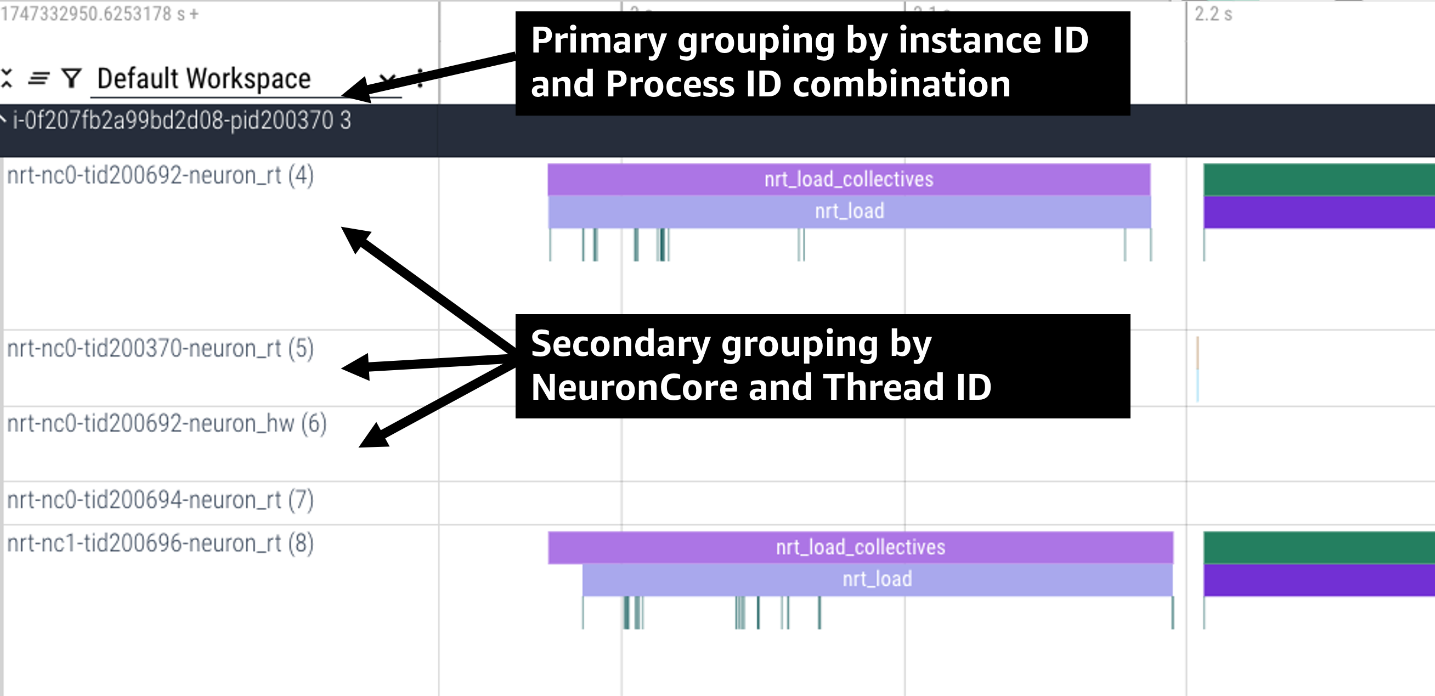 1747332950.6253178 s +
2.2 s
Primary grouping by instance ID
and Process ID combination
Default Workspace
i-0f207fb2a99bd2d08-pid200370 3
nrt-nc0-tid200692-neuron_rt (4)
nrt_load_collectives
nrt_load
Secondary grouping by
NeuronCore and Thread ID
nrt-nc0-tid200370-neuron_rt (5)
nrt-nc0-tid200692-neuron_hw (6)
nrt-nc0-tid200694-neuron_rt (7)
nrt-nc1-tid200696-neuron_rt (8)
nrt_load_collectives
nrt_load